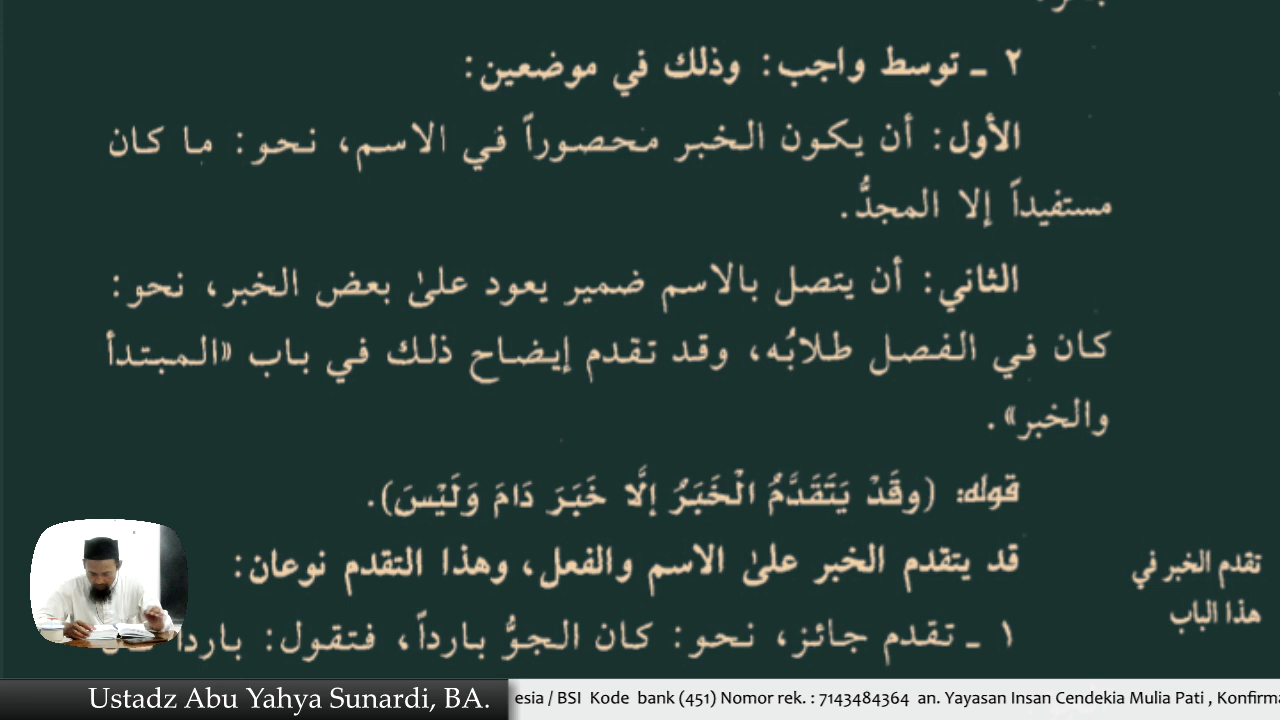 ٢ ـ توسط واجب: وذلك في موضعين:
الأول: أن يكون الخبر محصوراً في الاسم، نحو: ما كان
مستفيداً إلا المجدُّ.
الثاني: أن يتصل بالاسم ضمير يعود علىٰ بعض الخبر، نحو:
كان في الفصل طلابُه، وقد تقدم إيضاح ذلك في باب «المبتدأ
والخبر».
قوله: (وقَدْ يَتَقَدَّمُ الْخَبَرُ إلَّا خَبَرَ دَامَ وَلَيْسَ).
قد يتقدم الخبر علىٰ الاسم والفعل، وهذا التقدم نوعان:
تقدم الخبر في
هذا الباب
١ ـ تقدم جائز، نحو: كان الجوُّ بارداً، فتقول: بارداً
Ustadz Abu Yahya Sunardi, BA.
esia / BSI Kode bank (451) Nomor rek. : 7143484364 an. Yayasan Insan Cendekia Mulia Pati , Konfirma